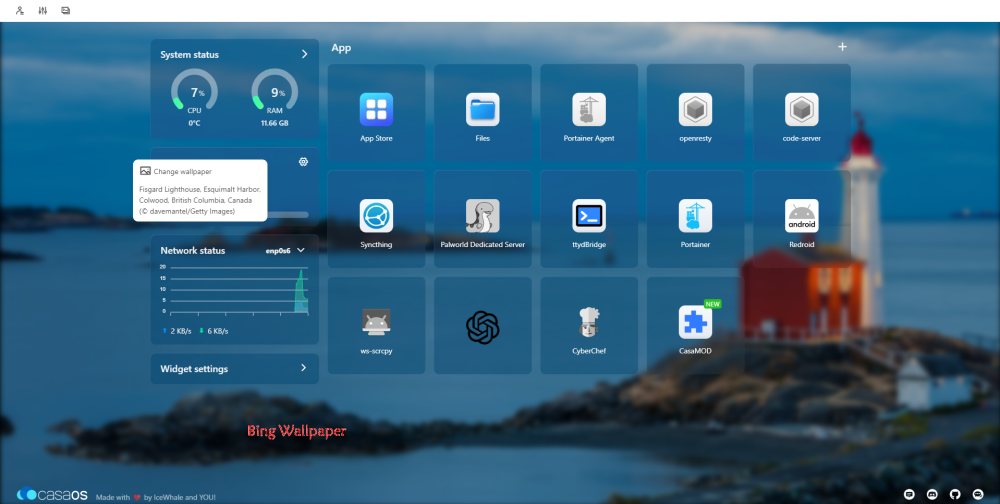 System status
7%
CPU
0°C
9%
RAM
11.66 GB
Change wallpaper
Fisgard Lighthouse, Esquimalt Harbor,
Colwood, British Columbia, Canada
(© davemantel/Getty Images)
Network status
enp0s6
20
15
10
5
0
2 KB/s
6 KB/s
Widget settings
App
+
App Store
Files
Portainer Agent
openresty
code-server
Syncthing
Palworld Dedicated Server
ttydBridge
Portainer
android
Redroid
ws-scrcpy
CyberChef
NEW
CasaMOD
Bing Wallpaper
CASAOS
Made with ❤ by IceWhale and YOU!